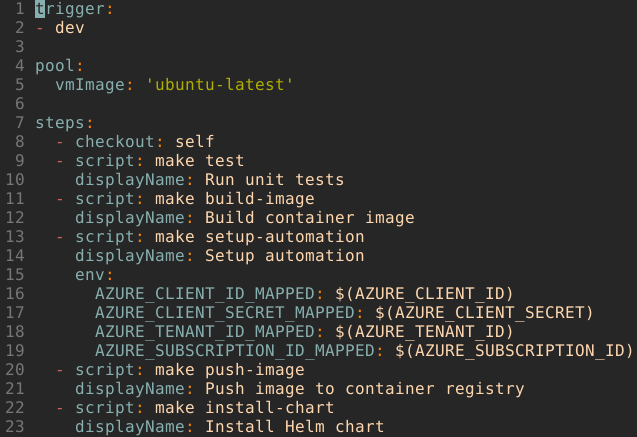 1 trigger:
2 - dev
3
4 pool:
5   vmImage: 'ubuntu-latest'
6
7 steps:
8   - checkout: self
9   - script: make test
10     displayName: Run unit tests
11   - script: make build-image
12     displayName: Build container image
13   - script: make setup-automation
14     displayName: Setup automation
15     env:
16       AZURE_CLIENT_ID_MAPPED: $(AZURE_CLIENT_ID)
17       AZURE_CLIENT_SECRET_MAPPED: $(AZURE_CLIENT_SECRET)
18       AZURE_TENANT_ID_MAPPED: $(AZURE_TENANT_ID)
19       AZURE_SUBSCRIPTION_ID_MAPPED: $(AZURE_SUBSCRIPTION_ID)
20   - script: make push-image
21     displayName: Push image to container registry
22   - script: make install-chart
23     displayName: Install Helm chart